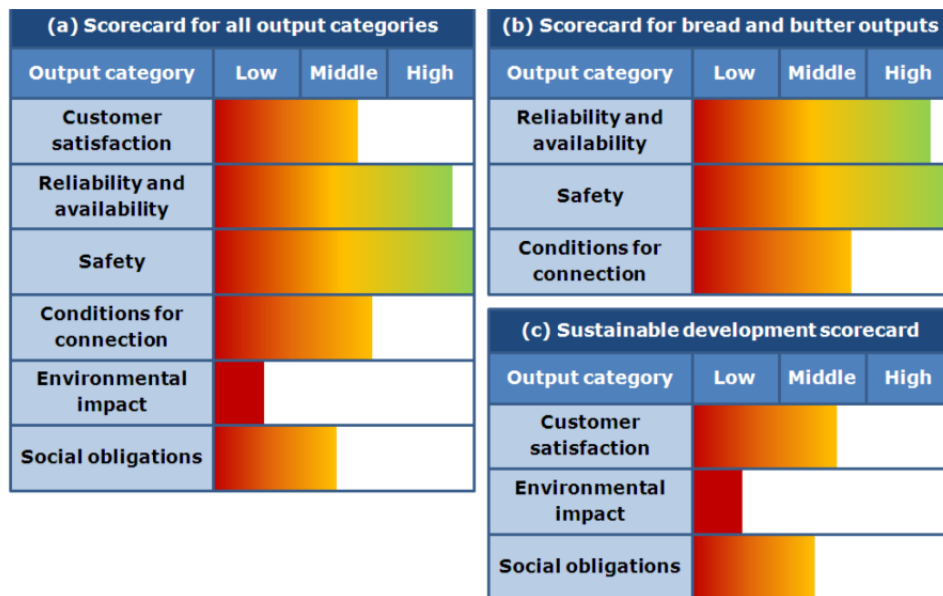 (a) Scorecard for all output categories
Output category Low Middle High
Customer
satisfaction
Reliability and
availability
Safety
Conditions for
connection
Environmental
impact
Social obligations
(b) Scorecard for bread and butter outputs
Output category Low Middle High
Reliability and
availability
Safety
Conditions for
connection
(c) Sustainable development scorecard
Output category Low Middle High
Customer
satisfaction
Environmental
impact
Social obligations